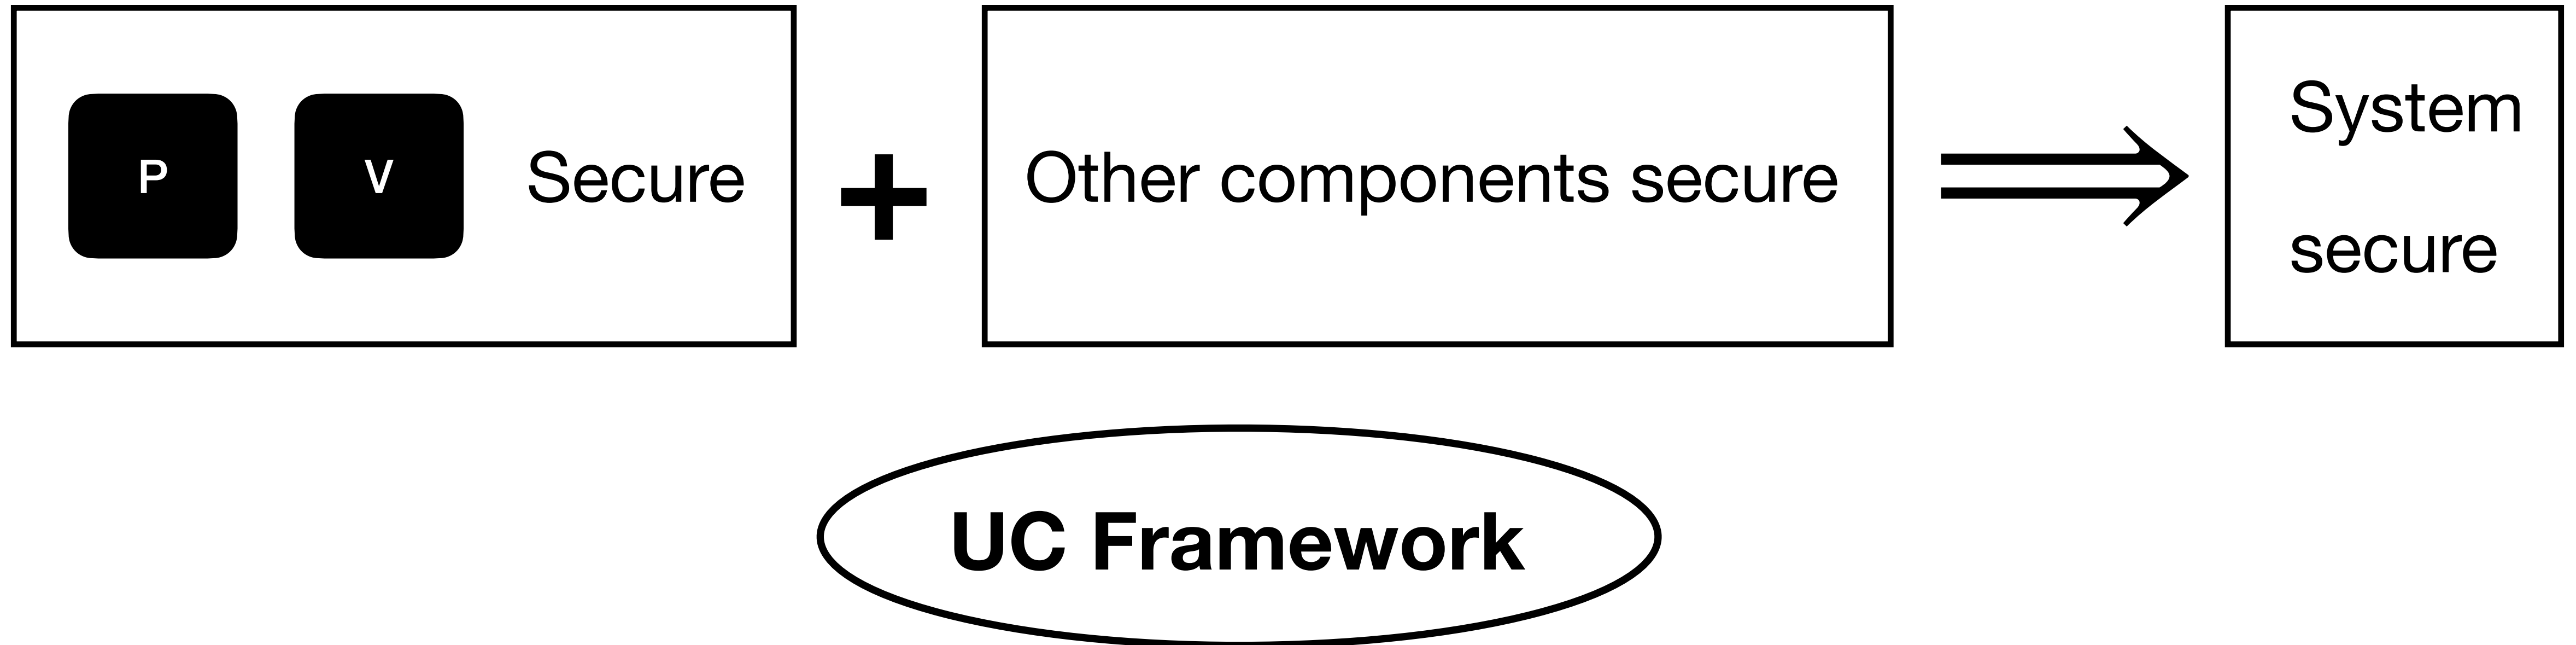 P V Secure + Other components secure
System
secure
UC Framework